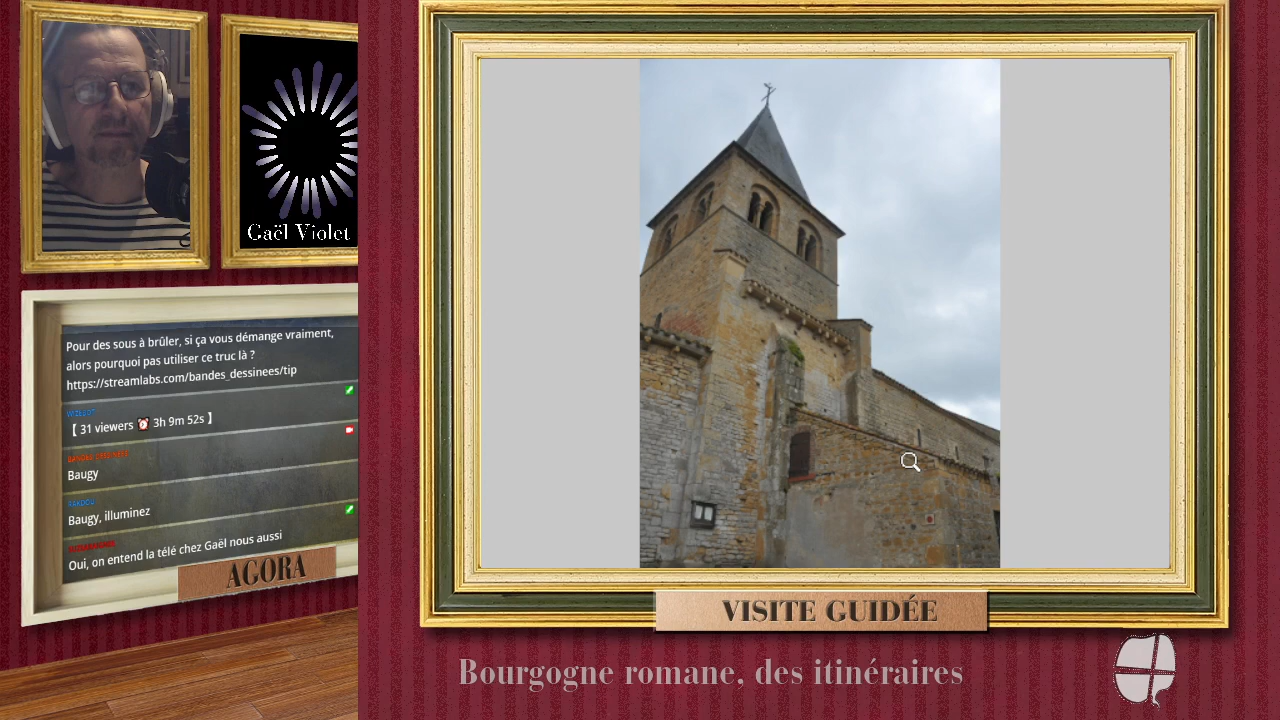 Gaël Violet
Pour des sous à brûler, si ça vous démange vraiment,
alors pourquoi pas utiliser ce truc là ?
https://streamlabs.com/bandes_dessinees/tip
WIZEBOT
【 31 viewers ⏰ 3h 9m 52s 】
BANDES_DESSINEES
Baugy
Baugy, illuminez
Oui, on entend la télé chez Gaël nous aussi
AGORA
VISITE GUIDÉE
Bourgogne romane, des itinéraires